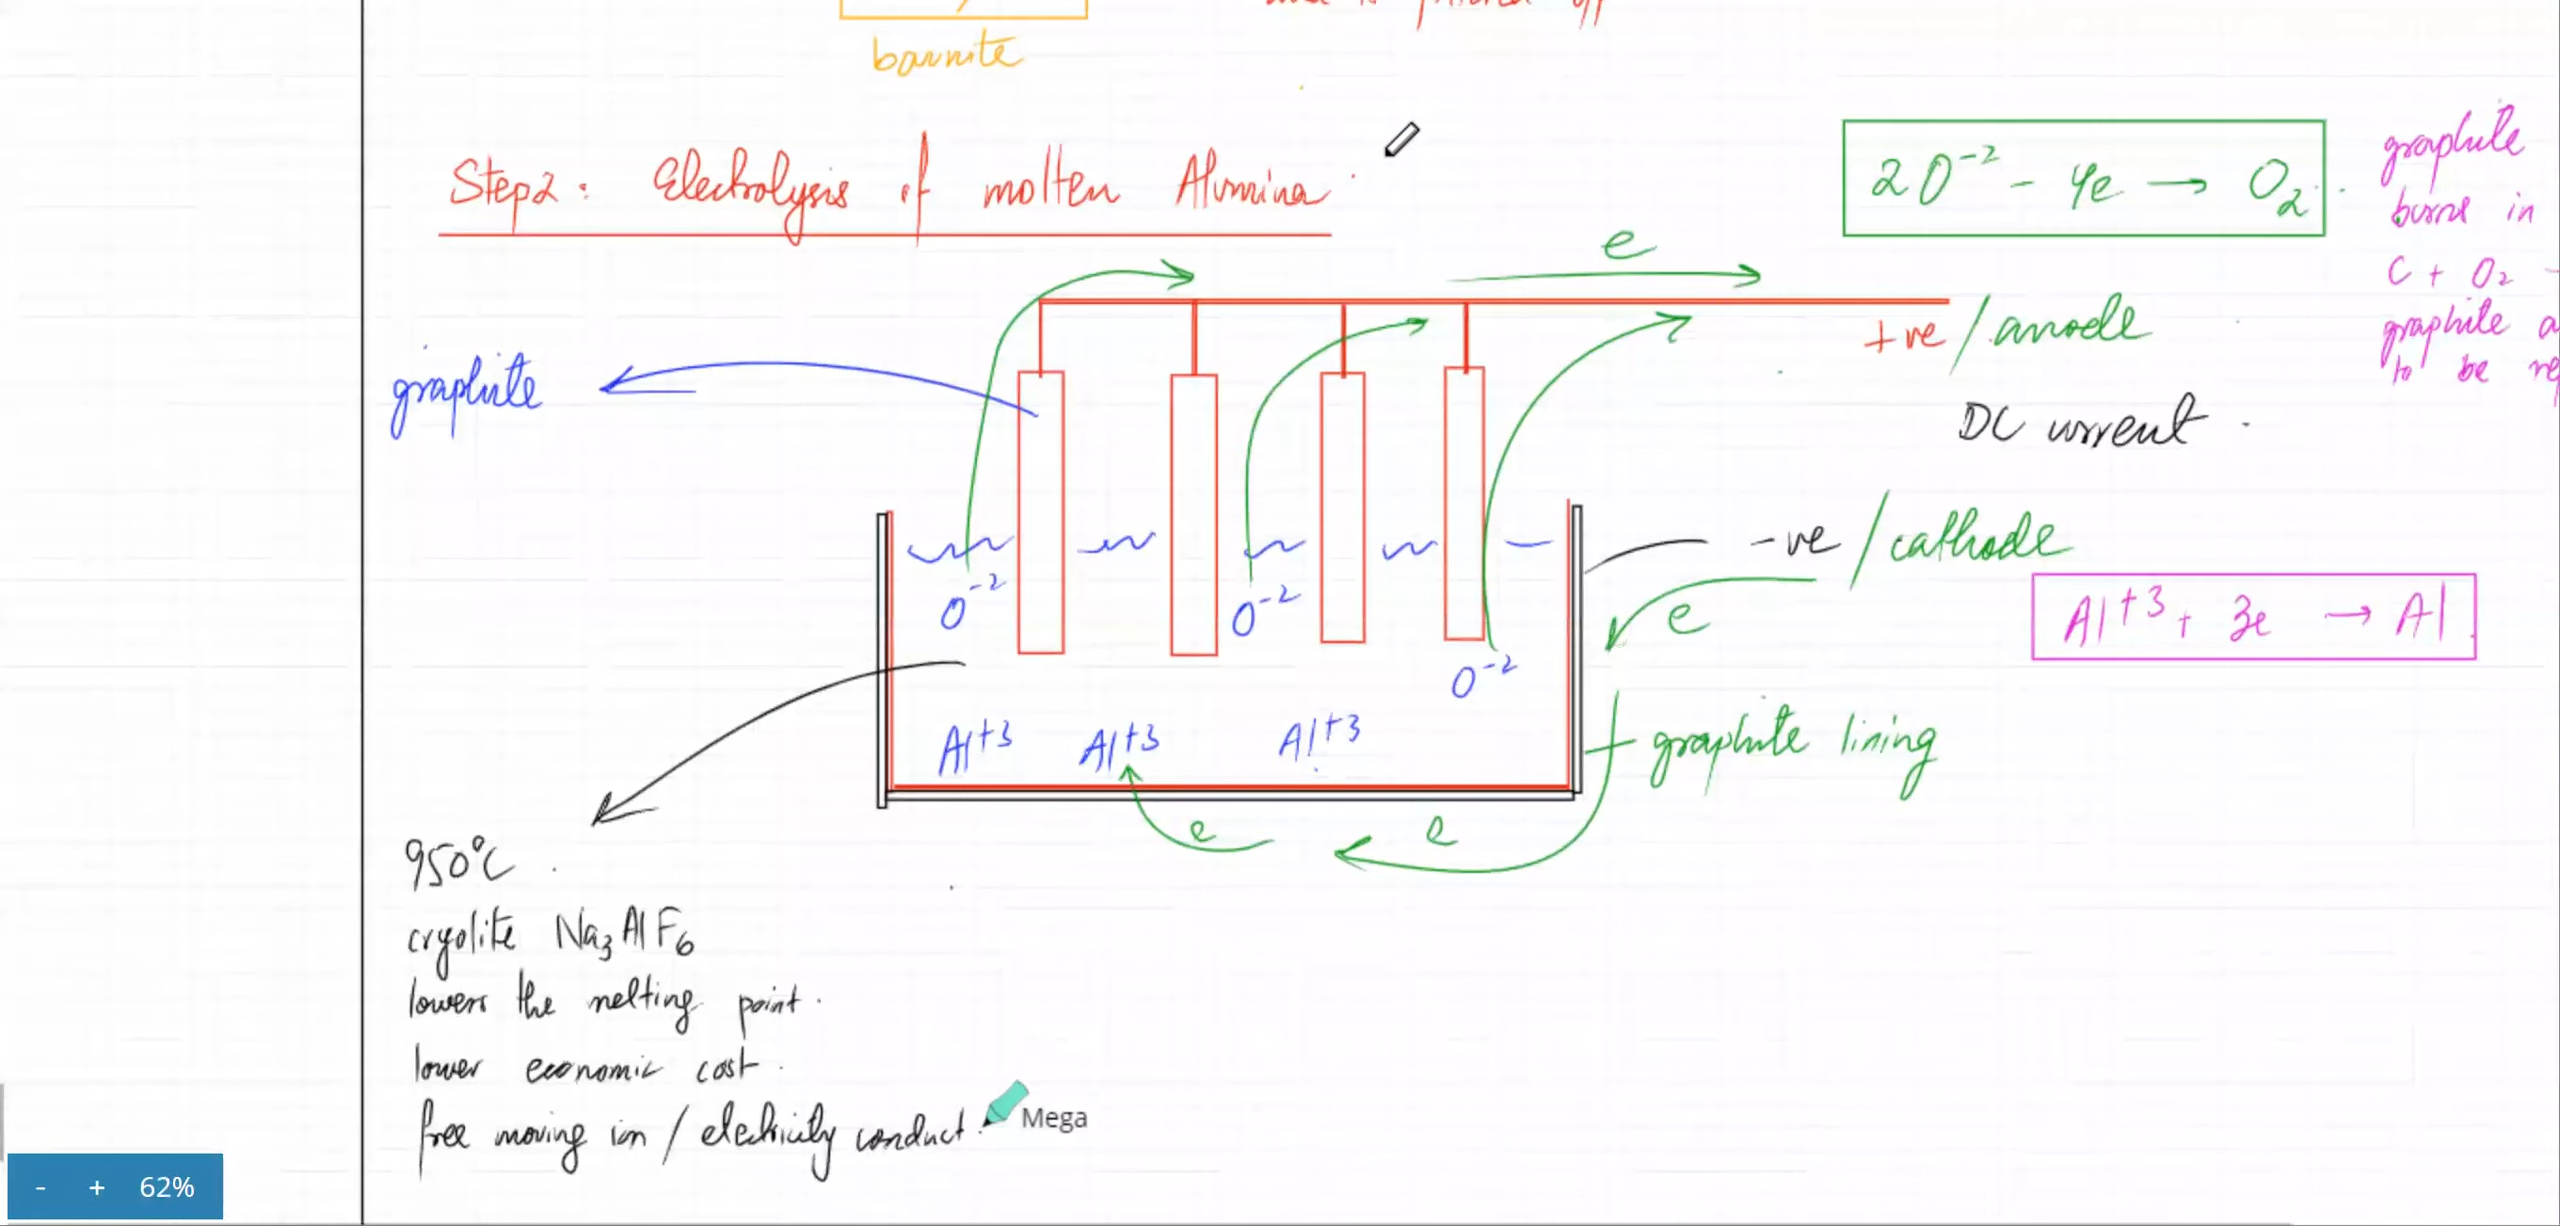 bauxite
Step 2: Electrolysis of molten Alumina.
2O⁻² - 4e → O₂.
graphite
burns in
C + O₂
graphite
to be
e
+ve / anode
DC current.
graphite
-ve / cathode
e
Al⁺³ + 3e → Al
O⁻²
O⁻²
O⁻²
Al⁺³ Al⁺³ Al⁺³
graphite lining
e e
950°C.
cryolite Na₃AlF₆
lowers the melting point.
lower economic cost.
free moving ion / electricity conduct.
Mega
- + 62%